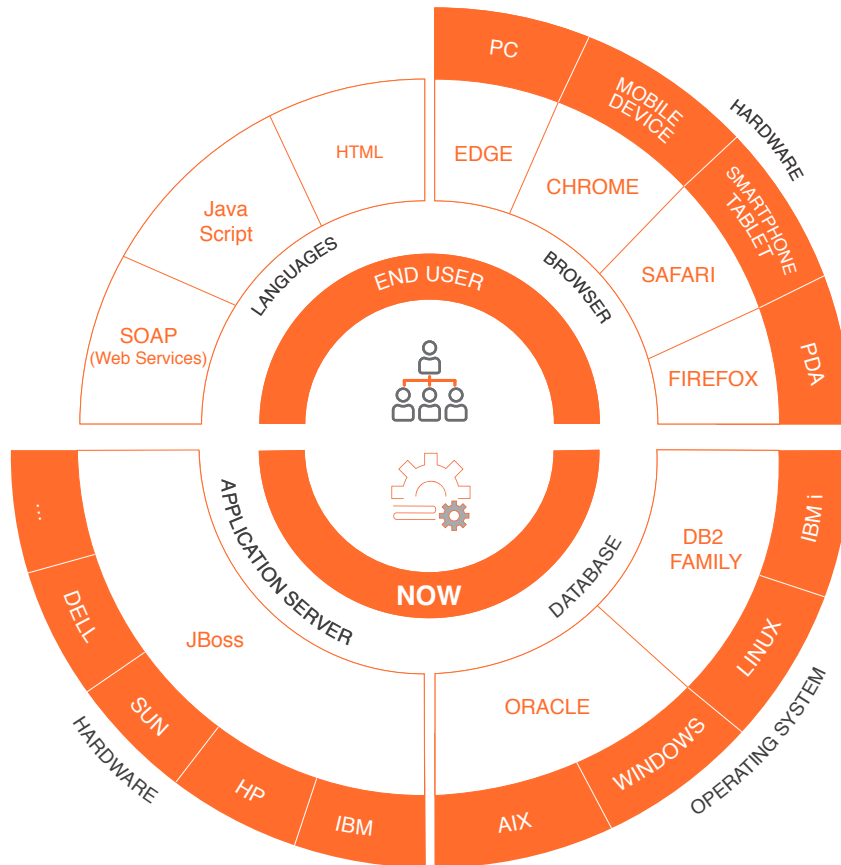 PC
MOBILE
DEVICE
HARDWARE
SMARTPHONE
TABLET
PDA
HTML
EDGE
Java
Script
CHROME
SOAP
(Web Services)
SAFARI
FIREFOX
LANGUAGES
BROWSER
END USER
NOW
APPLICATION SERVER
DATABASE
JBoss
DB2
FAMILY
ORACLE
...
DELL
SUN
HP
IBM
HARDWARE
IBM i
LINUX
WINDOWS
AIX
OPERATING SYSTEM